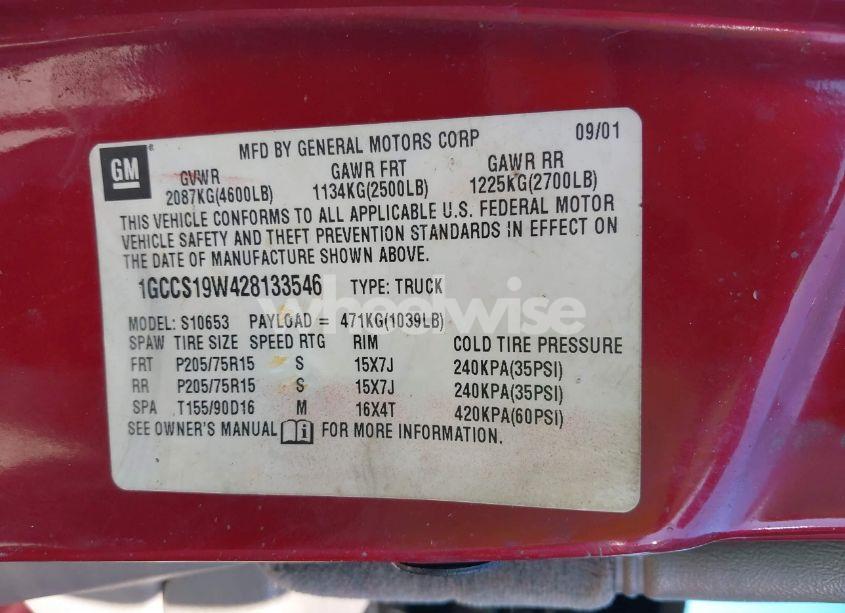 GM
MFD BY GENERAL MOTORS CORP 09/01
GVWR GAWR FRT GAWR RR
2087KG(4600LB) 1134KG(2500LB) 1225KG(2700LB)
THIS VEHICLE CONFORMS TO ALL APPLICABLE U.S. FEDERAL MOTOR
VEHICLE SAFETY AND THEFT PREVENTION STANDARDS IN EFFECT ON
THE DATE OF MANUFACTURE SHOWN ABOVE.
1GCCS19W428133546 TYPE: TRUCK
wheelwise
MODEL: S10653 PAYLOAD = 471KG(1039LB)
SPAW TIRE SIZE SPEED RTG RIM COLD TIRE PRESSURE
FRT P205/75R15 S 15X7J 240KPA(35PSI)
RR P205/75R15 S 15X7J 240KPA(35PSI)
SPA T155/90D16 M 16X4T 420KPA(60PSI)
SEE OWNER'S MANUAL FOR MORE INFORMATION.